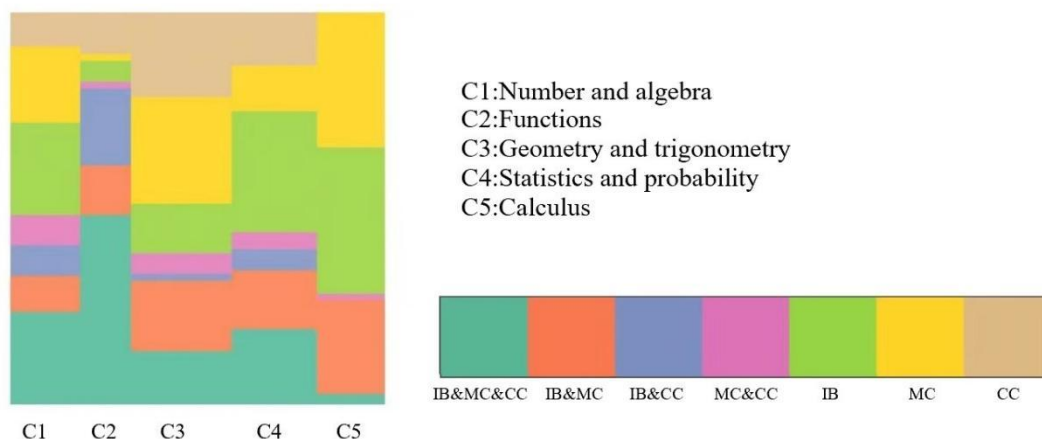 C1:Number and algebra
C2:Functions
C3:Geometry and trigonometry
C4:Statistics and probability
C5:Calculus
IB&MC&CC IB&MC IB&CC MC&CC IB MC CC
C1 C2 C3 C4 C5